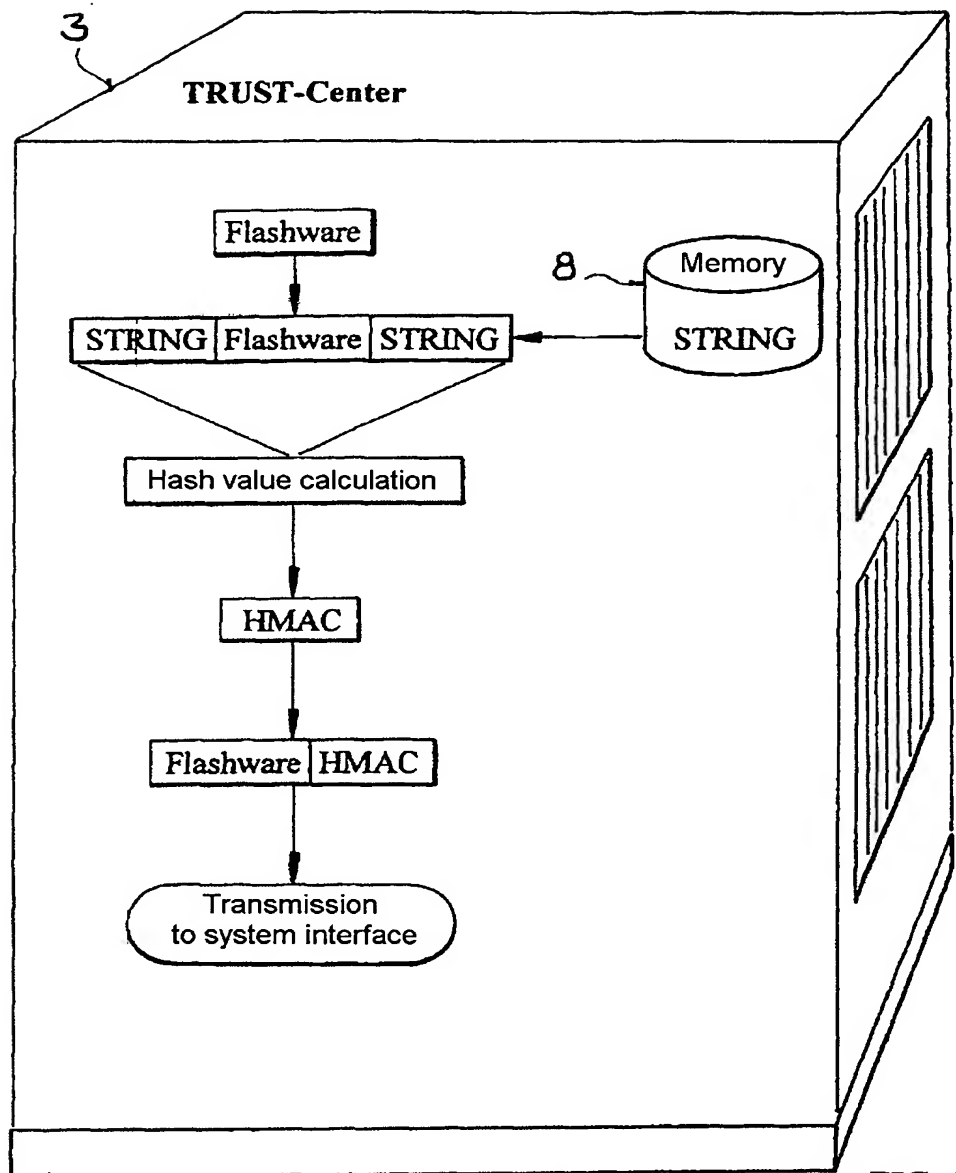 3
TRUST-Center
Flashware
8
Memory
STRING
STRING Flashware STRING
Hash value calculation
HMAC
Flashware HMAC
Transmission
to system interface